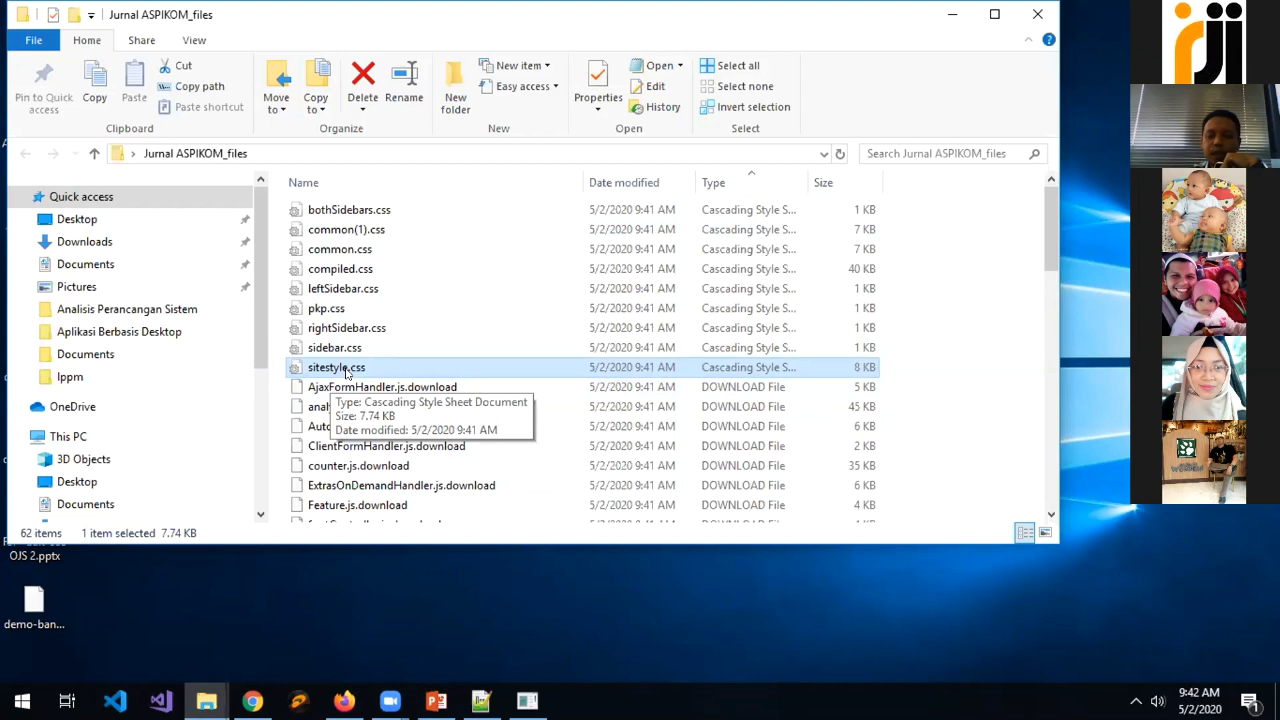 Jurnal ASPIKOM_files
File
Home
Share
View
Pin to Quick access
Copy
Paste
Cut
Copy path
Paste shortcut
Clipboard
Move to
Copy to
Delete
Rename
Organize
New folder
New item
Easy access
New
Properties
Open
Edit
History
Open
Select all
Select none
Invert selection
Select
Jurnal ASPIKOM_files
Search Jurnal ASPIKOM_files
Quick access
Desktop
Downloads
Documents
Pictures
Analisis Perancangan Sistem
Aplikasi Berbasis Desktop
Documents
lppm
OneDrive
This PC
3D Objects
Desktop
Documents
Name Date modified Type Size
bothSidebars.css 5/2/2020 9:41 AM Cascading Style S... 1 KB
common(1).css 5/2/2020 9:41 AM Cascading Style S... 7 KB
common.css 5/2/2020 9:41 AM Cascading Style S... 7 KB
compiled.css 5/2/2020 9:41 AM Cascading Style S... 40 KB
leftSidebar.css 5/2/2020 9:41 AM Cascading Style S... 1 KB
pkp.css 5/2/2020 9:41 AM Cascading Style S... 1 KB
rightSidebar.css 5/2/2020 9:41 AM Cascading Style S... 1 KB
sidebar.css 5/2/2020 9:41 AM Cascading Style S... 1 KB
sitestyle.css 5/2/2020 9:41 AM Cascading Style S... 8 KB
AjaxFormHandler.js.download 5/2/2020 9:41 AM DOWNLOAD File 5 KB
5/2/2020 9:41 AM DOWNLOAD File 45 KB
5/2/2020 9:41 AM DOWNLOAD File 6 KB
ClientFormHandler.js.download 5/2/2020 9:41 AM DOWNLOAD File 2 KB
counter.js.download 5/2/2020 9:41 AM DOWNLOAD File 35 KB
ExtrasOnDemandHandler.js.download 5/2/2020 9:41 AM DOWNLOAD File 6 KB
Feature.js.download 5/2/2020 9:41 AM DOWNLOAD File 4 KB
Type: Cascading Style Sheet Document
Size: 7.74 KB
Date modified: 5/2/2020 9:41 AM
62 items 1 item selected 7.74 KB
OJS 2.pptx
demo-ban...
rji
9:42 AM
5/2/2020
1